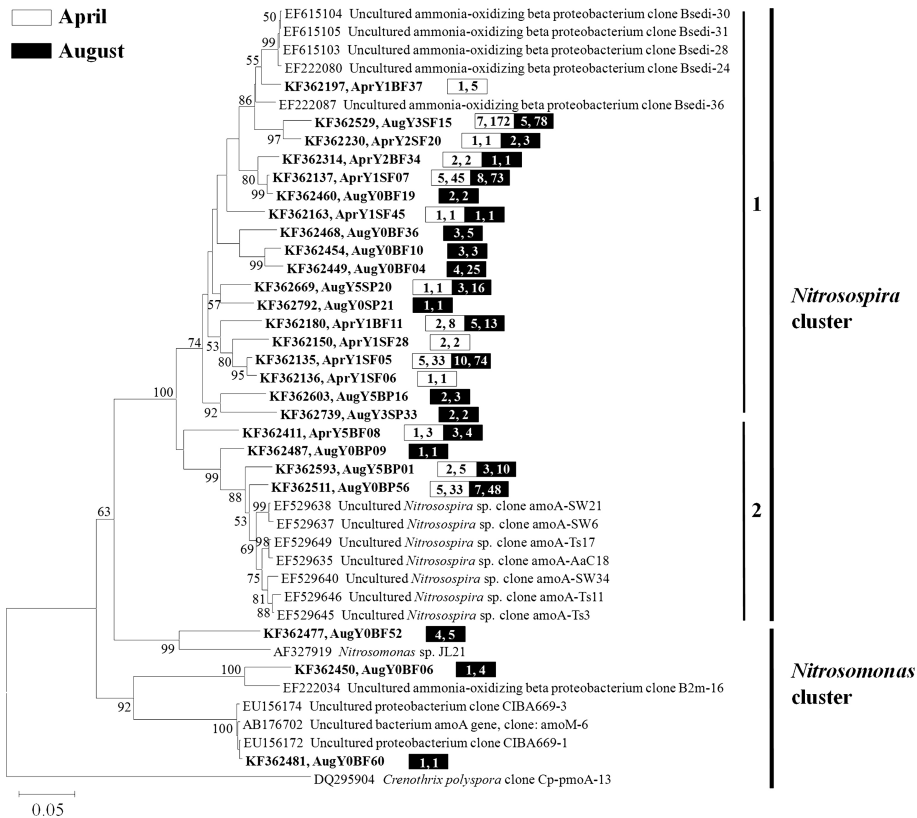 April
August
EF615104 Uncultured ammonia-oxidizing beta proteobacterium clone Bsedi-30
EF615105 Uncultured ammonia-oxidizing beta proteobacterium clone Bsedi-31
EF615103 Uncultured ammonia-oxidizing beta proteobacterium clone Bsedi-28
EF222080 Uncultured ammonia-oxidizing beta proteobacterium clone Bsedi-24
KF362197, AprY1BF37 1, 5
EF222087 Uncultured ammonia-oxidizing beta proteobacterium clone Bsedi-36
KF362529, AugY3SF15 7, 172 5, 78
KF362230, AprY2SF20 1, 1 2, 3
KF362314, AprY2BF34 2, 2 1, 1
KF362137, AprY1SF07 5, 45 8, 73
KF362460, AugY0BF19 2, 2
KF362163, AprY1SF45 1, 1 1, 1
KF362468, AugY0BF36 3, 5
KF362454, AugY0BF10 3, 3
KF362449, AugY0BF04 4, 25
KF362669, AugY5SP20 1, 1 3, 16
KF362792, AugY0SP21 1, 1
KF362180, AprY1BF11 2, 8 5, 13
KF362150, AprY1SF28 2, 2
KF362135, AprY1SF05 5, 33 10, 74
KF362136, AprY1SF06 1, 1
KF362603, AugY5BP16 2, 3
KF362739, AugY3SP33 2, 2
KF362411, AprY5BF08 1, 3 3, 4
KF362487, AugY0BP09 1, 1
KF362593, AugY5BP01 2, 5 3, 10
KF362511, AugY0BP56 5, 33 7, 48
EF529638 Uncultured Nitrosospira sp. clone amoA-SW21
EF529637 Uncultured Nitrosospira sp. clone amoA-SW6
EF529649 Uncultured Nitrosospira sp. clone amoA-Ts17
EF529635 Uncultured Nitrosospira sp. clone amoA-AaC18
EF529640 Uncultured Nitrosospira sp. clone amoA-SW34
EF529646 Uncultured Nitrosospira sp. clone amoA-Ts11
EF529645 Uncultured Nitrosospira sp. clone amoA-Ts3
KF362477, AugY0BF52 4, 5
AF327919 Nitrosomonas sp. JL21
KF362450, AugY0BF06 1, 4
EF222034 Uncultured ammonia-oxidizing beta proteobacterium clone B2m-16
EU156174 Uncultured proteobacterium clone CIBA669-3
AB176702 Uncultured bacterium amoA gene, clone: amoM-6
EU156172 Uncultured proteobacterium clone CIBA669-1
KF362481, AugY0BF60 1, 1
DQ295904 Crenothrix polyspora clone Cp-pmoA-13
50
99
55
86
97
80
99
99
57
74
53
80
95
92
100
99
88
53
99
98
69
75
81
88
63
99
100
92
100
1
2
Nitrosospira
cluster
Nitrosomonas
cluster
0.05